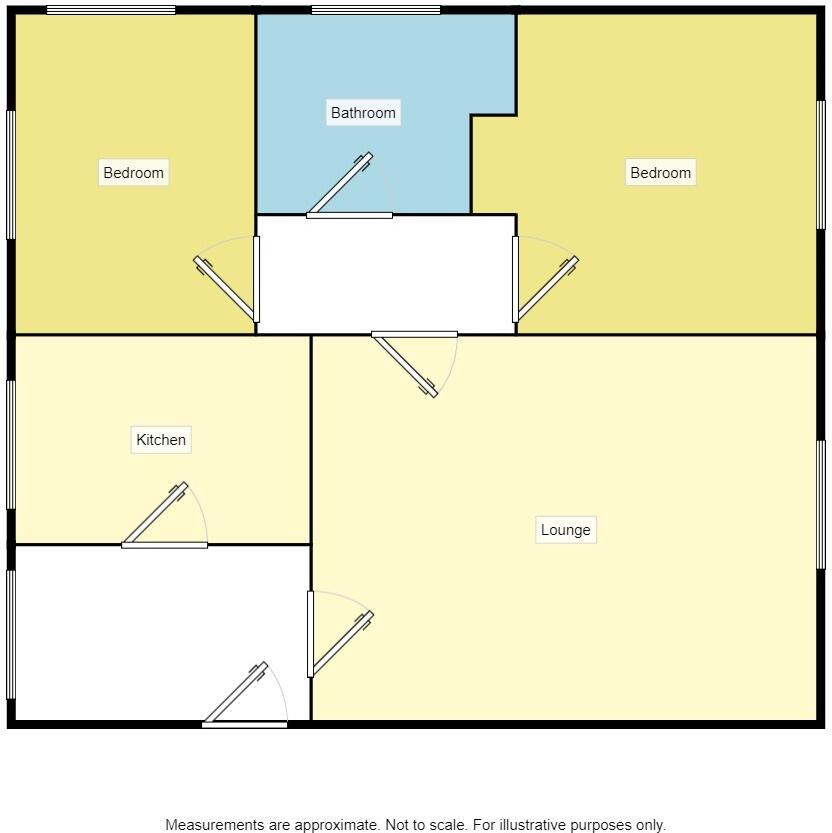 Bathroom
Bedroom
Bedroom
Kitchen
Lounge
Measurements are approximate. Not to scale. For illustrative purposes only.